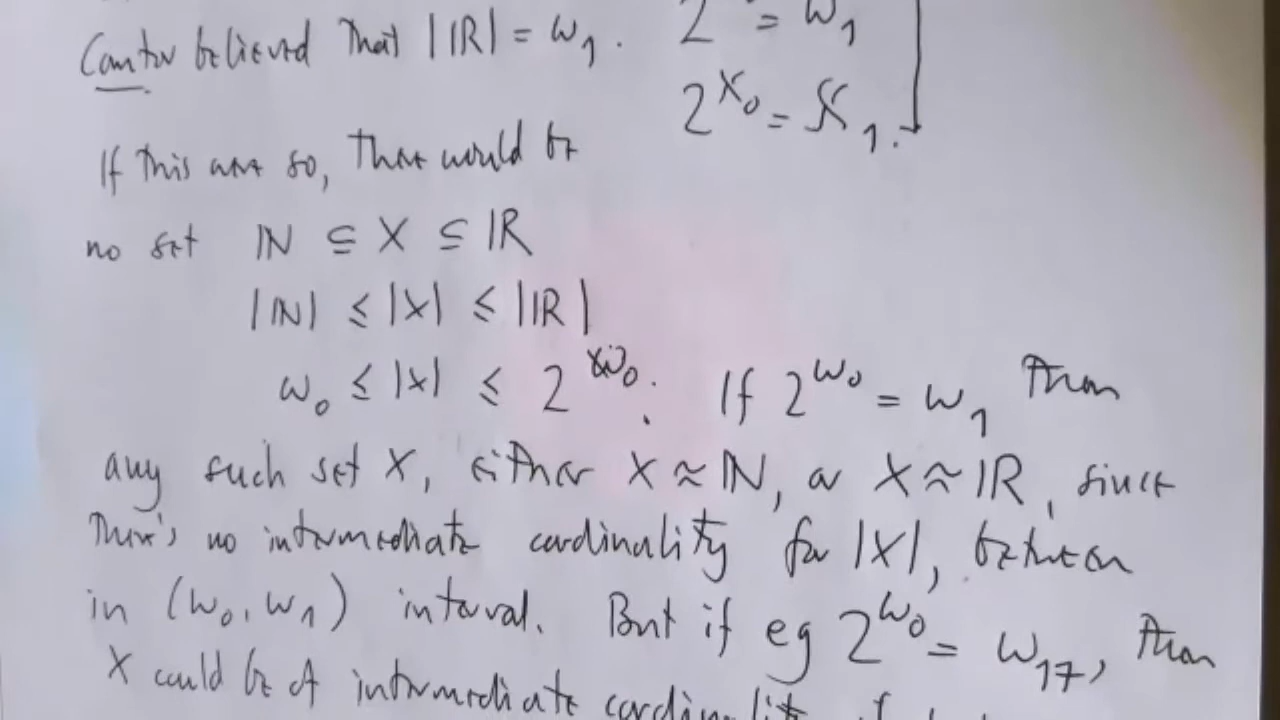 Cantor believed that |ℝ| = ω₁. 2 = ω₁
2^ℵ₀ = ℵ₁.
If this were so, there would be
no set ℕ ⊆ X ⊆ ℝ
|ℕ| ≤ |X| ≤ |ℝ|
ω₀ ≤ |X| ≤ 2^ω₀. If 2^ω₀ = ω₁ then
any such set X, either X ≈ ℕ, or X ≈ ℝ, since
there's no intermediate cardinality for |X|, between
in (ω₀, ω₁) interval. But if eg 2^ω₀ = ω₁₇, then
X could be of intermediate cardinality